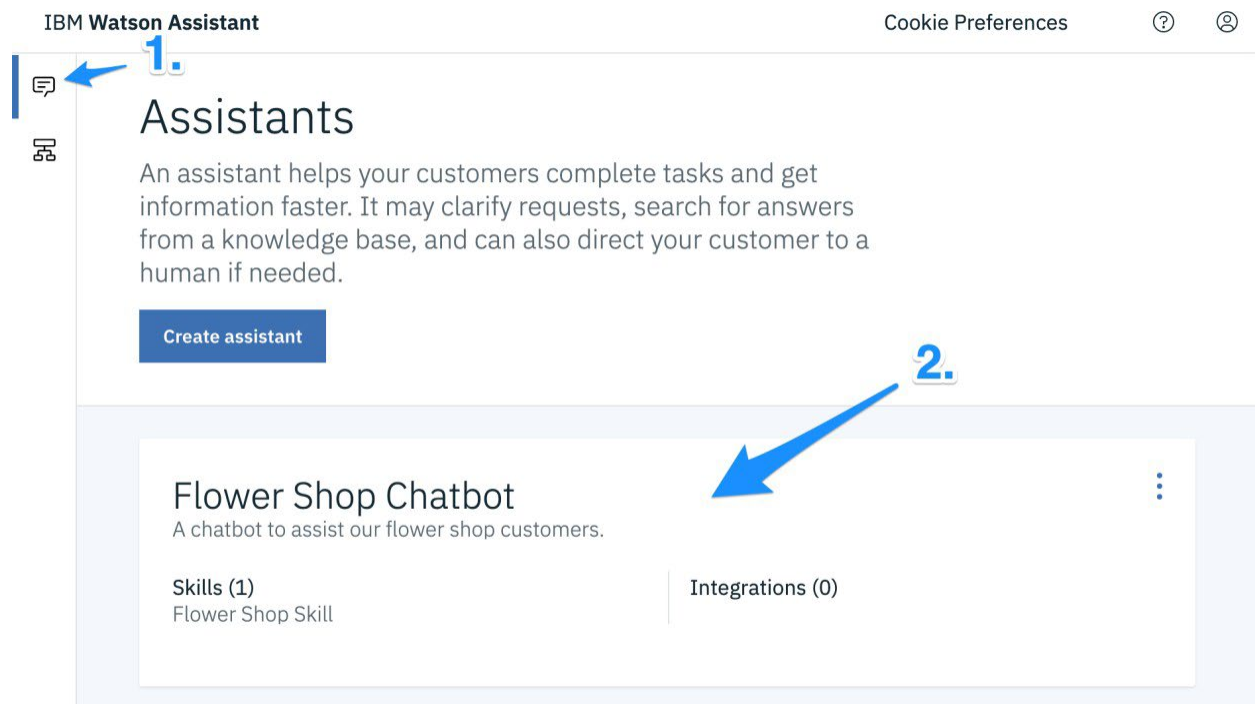 IBM Watson Assistant
Cookie Preferences
1.
Assistants
An assistant helps your customers complete tasks and get
information faster. It may clarify requests, search for answers
from a knowledge base, and can also direct your customer to a
human if needed.
Create assistant
2.
Flower Shop Chatbot
A chatbot to assist our flower shop customers.
Skills (1)
Flower Shop Skill
Integrations (0)